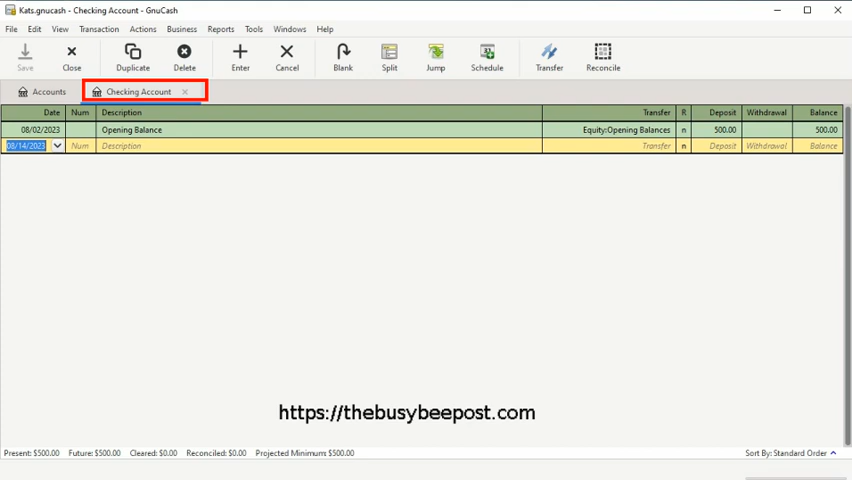 Kats.gnucash - Checking Account - GnuCash
File Edit View Transaction Actions Business Reports Tools Windows Help
Save Close Duplicate Delete Enter Cancel Blank Split Jump Schedule Transfer Reconcile
Accounts Checking Account
Date Num Description Transfer R Deposit Withdrawal Balance
08/02/2023 Opening Balance Equity:Opening Balances n 500.00 500.00
08/14/2023 Num Description Transfer n Deposit Withdrawal Balance
https://thebusybeepost.com
Present: $500.00 Future: $500.00 Cleared: $0.00 Reconciled: $0.00 Projected Minimum: $500.00 Sort By: Standard Order